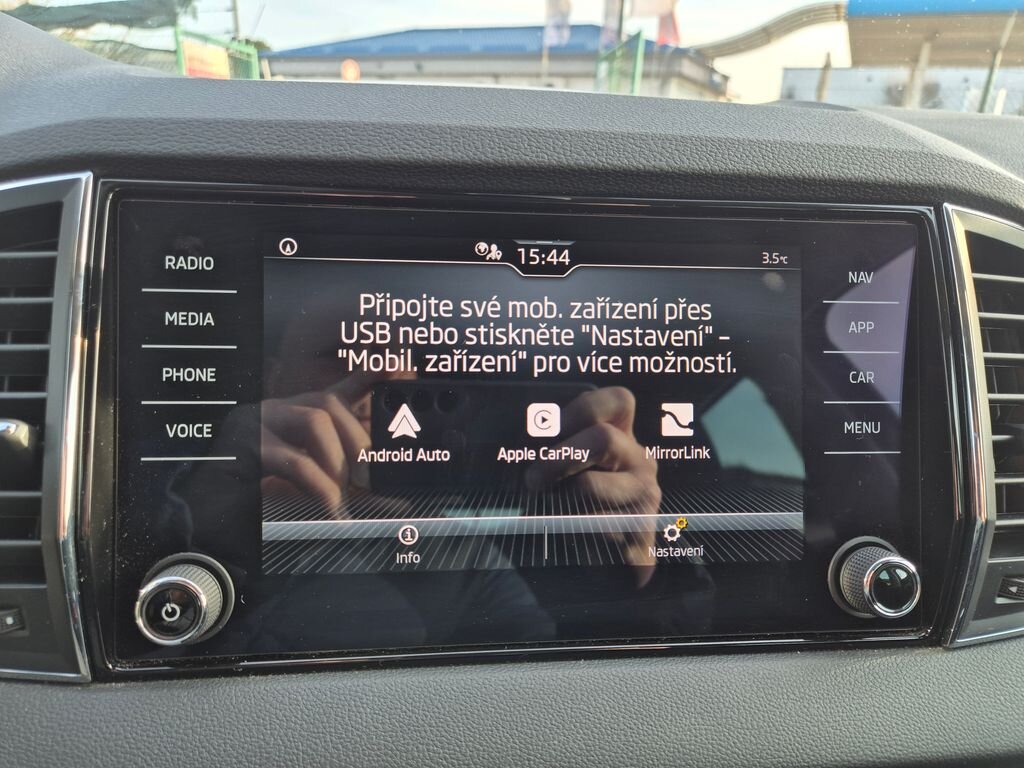 RADIO
MEDIA
PHONE
VOICE
15:44
3.5°C
Připojte své mob. zařízení přes
USB nebo stiskněte "Nastavení" –
"Mobil. zařízení" pro více možností.
Android Auto
Apple CarPlay
MirrorLink
Info
Nastavení
NAV
APP
CAR
MENU